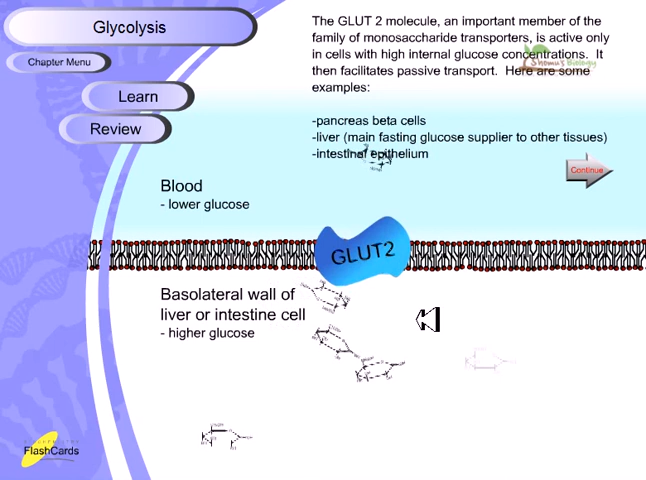 Glycolysis
Chapter Menu
Learn
Review
The GLUT 2 molecule, an important member of the
family of monosaccharide transporters, is active only
in cells with high internal glucose concentrations. It
then facilitates passive transport. Here are some
examples:
-pancreas beta cells
-liver (main fasting glucose supplier to other tissues)
-intestinal epithelium
Shomu's Biology
Continue
Blood
- lower glucose
GLUT2
Basolateral wall of
liver or intestine cell
- higher glucose
FlashCards